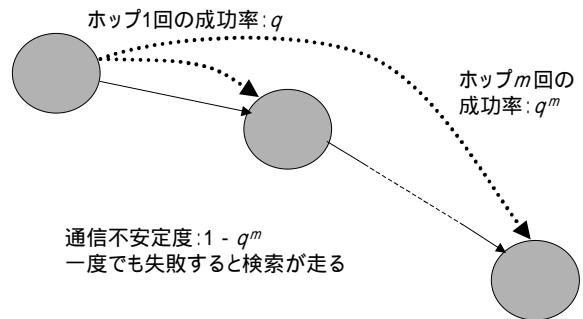 ホップ1回の成功率:q
ホップm回の
成功率:q^m
通信不安定度:1 - q^m
一度でも失敗すると検索が走る